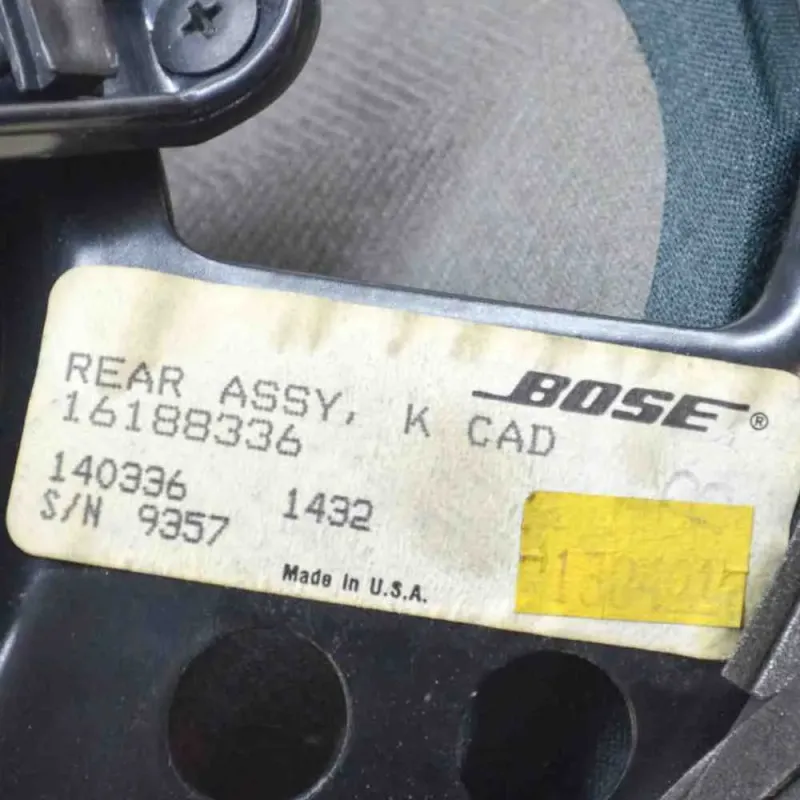 REAR ASSY, K CAD
BOSE®
16188336
140336 1432
S/N 9357
Made in U.S.A.